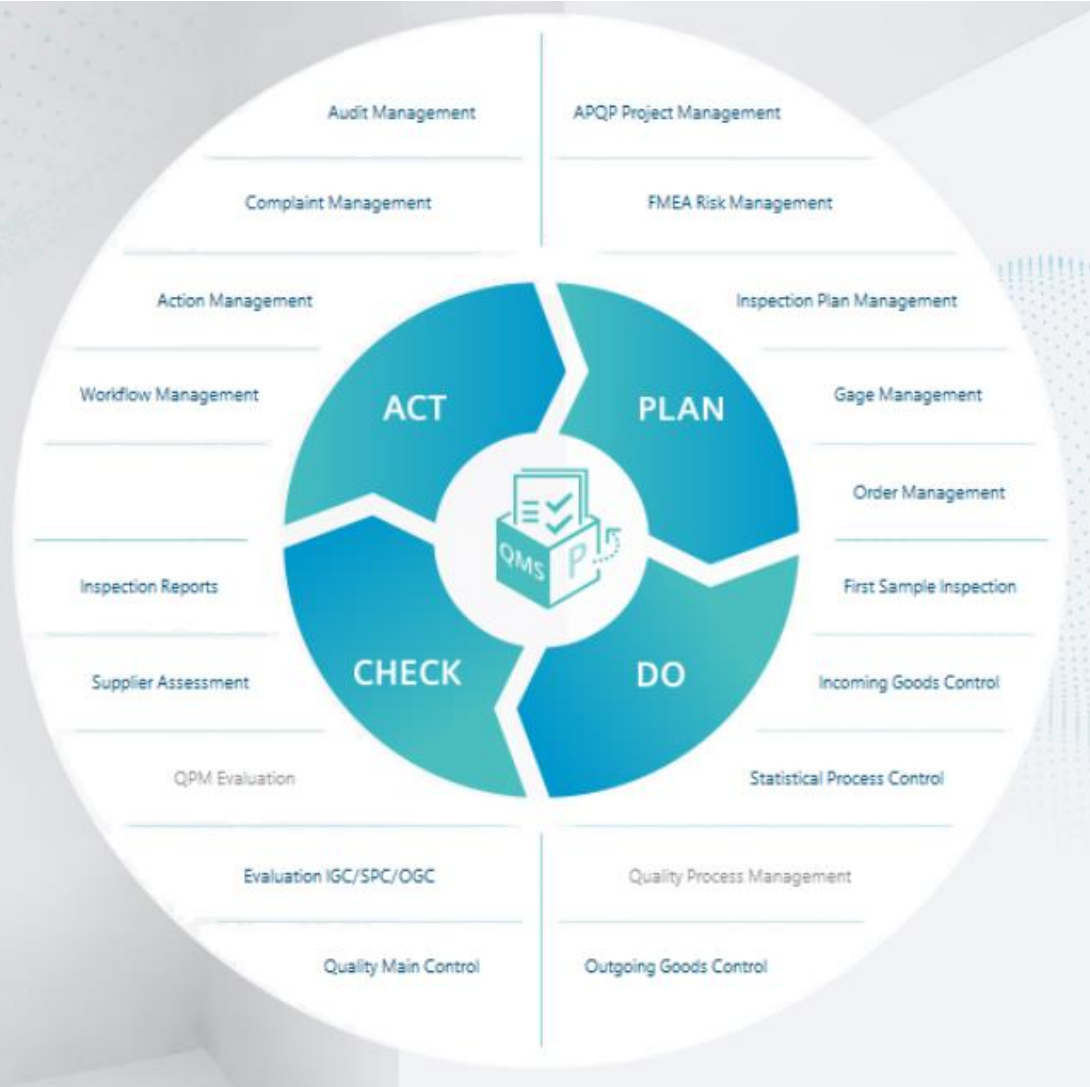 Audit Management
APQP Project Management
Complaint Management
FMEA Risk Management
Action Management
Inspection Plan Management
Workflow Management
Gage Management
ACT
PLAN
Order Management
QMS
P
Inspection Reports
First Sample Inspection
CHECK
DO
Supplier Assessment
Incoming Goods Control
QPM Evaluation
Statistical Process Control
Evaluation IGC/SPC/OGC
Quality Process Management
Quality Main Control
Outgoing Goods Control